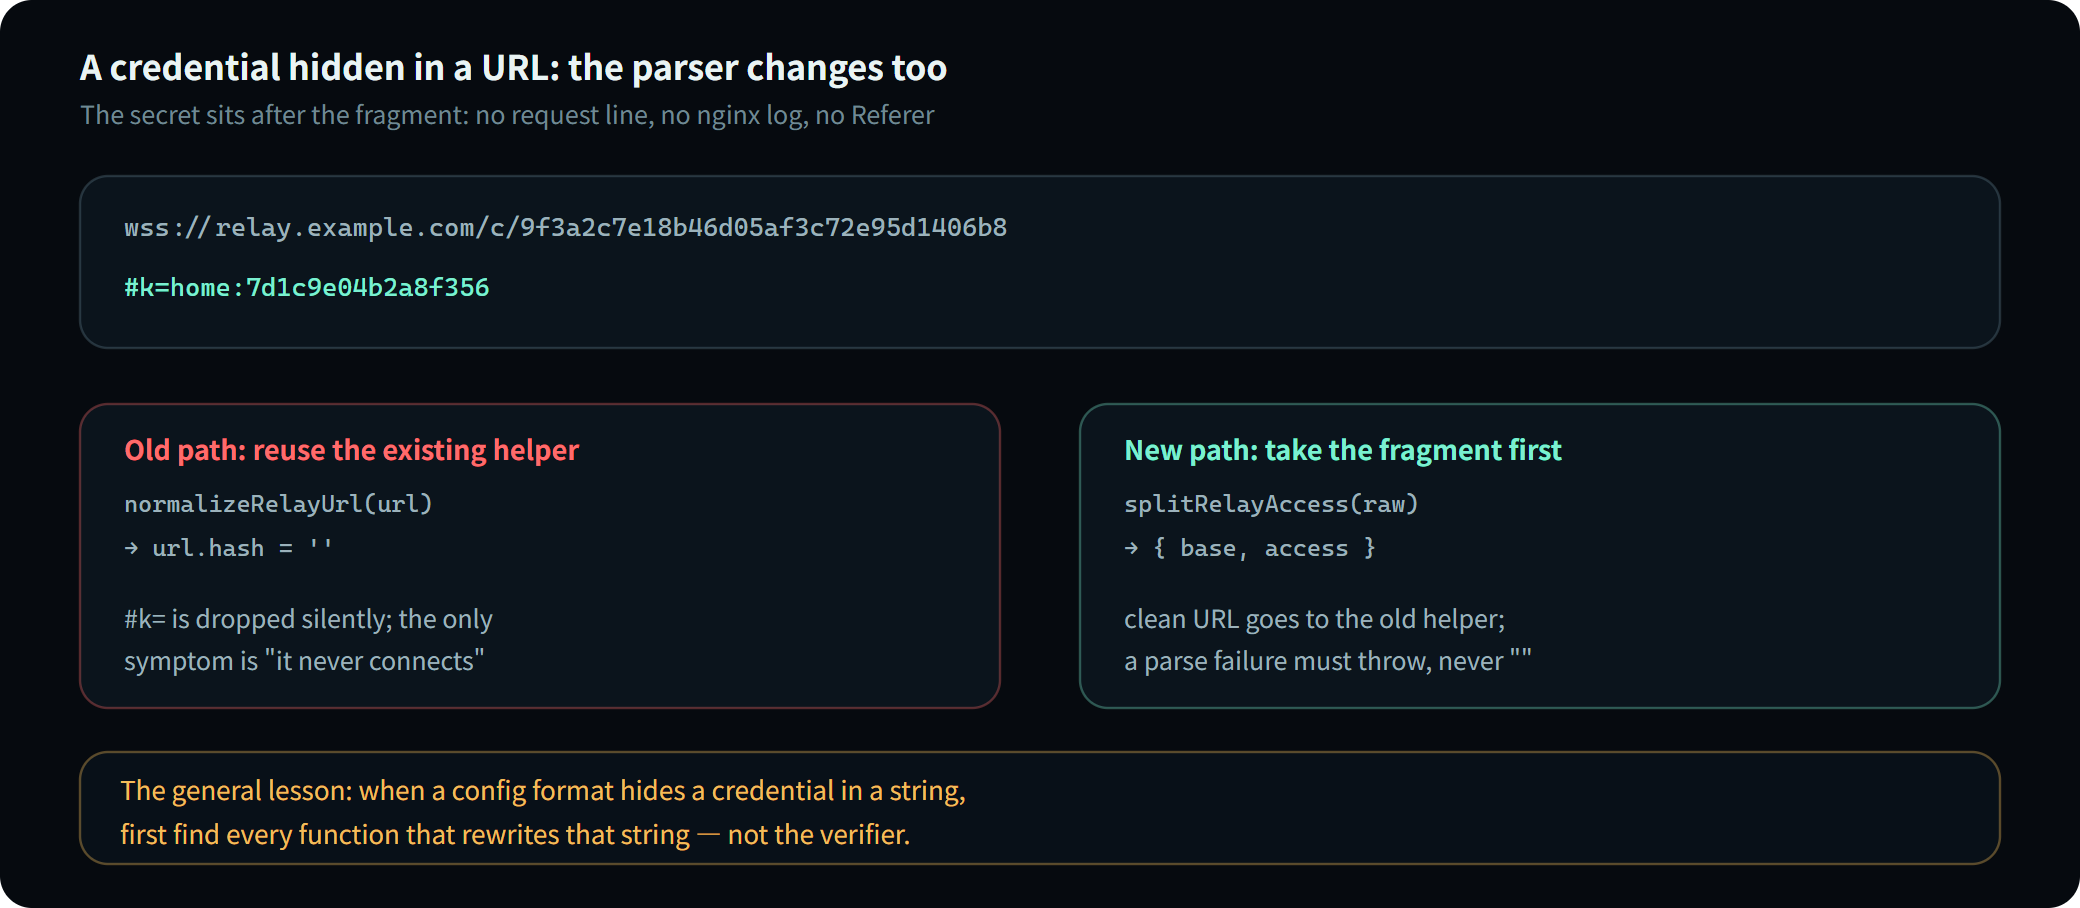 A credential hidden in a URL: the parser changes too
The secret sits after the fragment: no request line, no nginx log, no Referer
wss://relay.example.com/c/9f3a2c7e18b46d05af3c72e95d1406b8
#k=home:7d1c9e04b2a8f356
Old path: reuse the existing helper
normalizeRelayUrl(url)
→ url.hash = ''
#k= is dropped silently; the only
symptom is "it never connects"
New path: take the fragment first
splitRelayAccess(raw)
→ { base, access }
clean URL goes to the old helper;
a parse failure must throw, never ""
The general lesson: when a config format hides a credential in a string,
first find every function that rewrites that string — not the verifier.